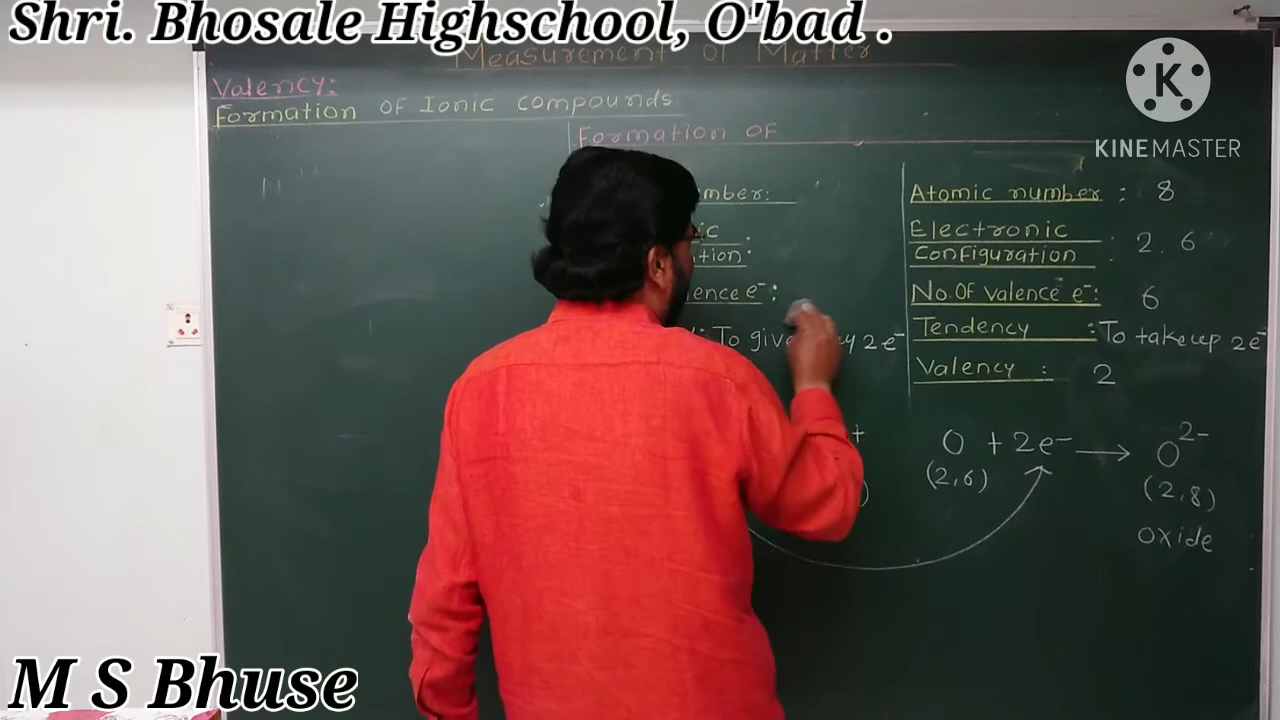 Shri. Bhosale Highschool, O'bad .
Measurement of Matter
KINEMASTER
Valency:
Formation of Ionic compounds
Formation of
mber:
ic
tion:
lence e⁻:
: To give y 2e⁻
+
)
Atomic number : 8
Electronic
Configuration : 2.6
No. of valence e⁻: 6
Tendency : To take up 2e⁻
Valency : 2
O + 2e⁻ → O²⁻
(2,6) (2,8)
oxide
M S Bhuse